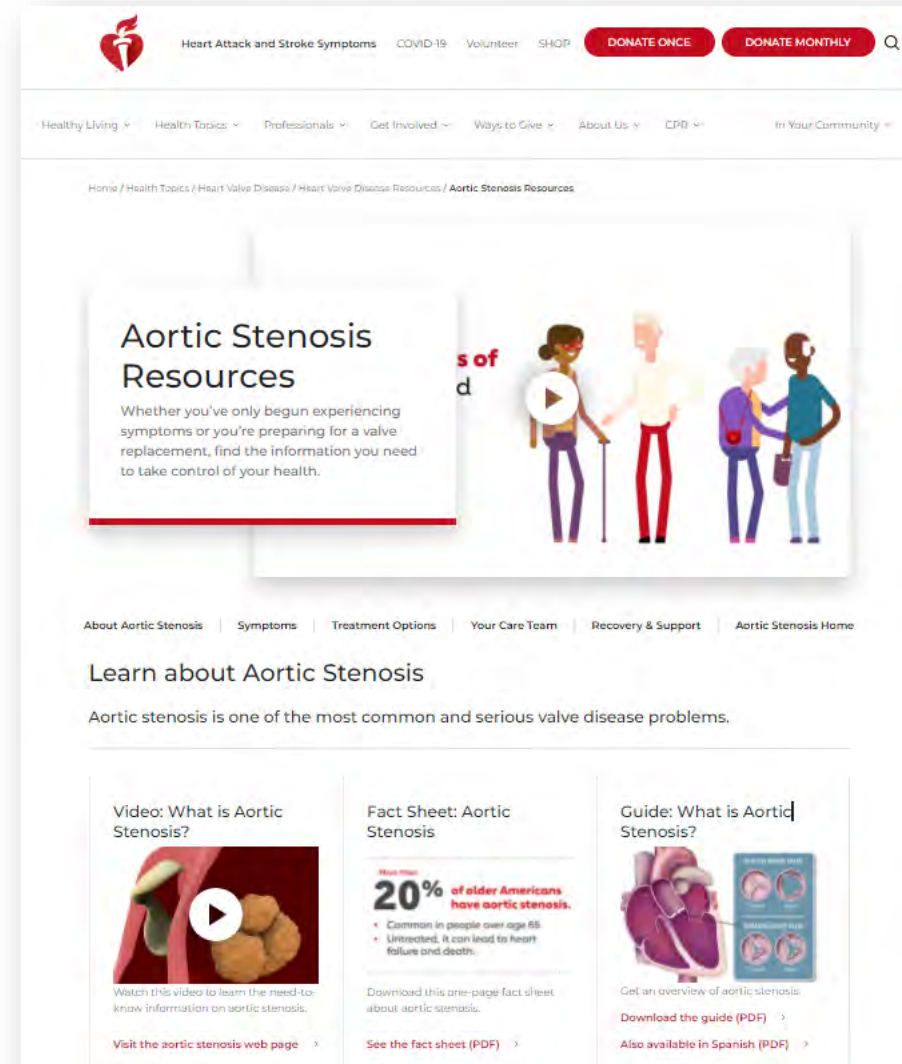 Heart Attack and Stroke Symptoms COVID-19 Volunteer SHOP DONATE ONCE DONATE MONTHLY
Healthy Living Health Topics Professionals Get Involved Ways to Give About Us CPR In Your Community
Home / Health Topics / Heart Valve Disease / Heart Valve Disease Resources / Aortic Stenosis Resources
Aortic Stenosis
Resources
Whether you've only begun experiencing
symptoms or you're preparing for a valve
replacement, find the information you need
to take control of your health.
s of
d
About Aortic Stenosis Symptoms Treatment Options Your Care Team Recovery & Support Aortic Stenosis Home
Learn about Aortic Stenosis
Aortic stenosis is one of the most common and serious valve disease problems.
Video: What is Aortic
Stenosis?
Watch this video to learn the need-to-
know information on aortic stenosis.
Visit the aortic stenosis web page
Fact Sheet: Aortic
Stenosis
More than
20% of older Americans
have aortic stenosis.
• Common in people over age 65
• Untreated, it can lead to heart
failure and death.
Download this one-page fact sheet
about aortic stenosis.
See the fact sheet (PDF)
Guide: What is Aortic
Stenosis?
Get an overview of aortic stenosis.
Download the guide (PDF)
Also available in Spanish (PDF)